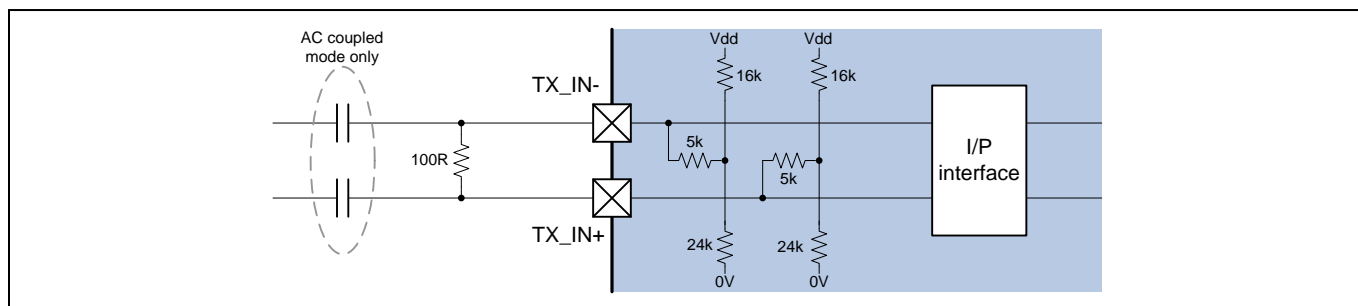 AC coupled
mode only
Vdd
Vdd
16k
16k
TX_IN-
5k
100R
5k
I/P
interface
TX_IN+
24k
24k
0V
0V